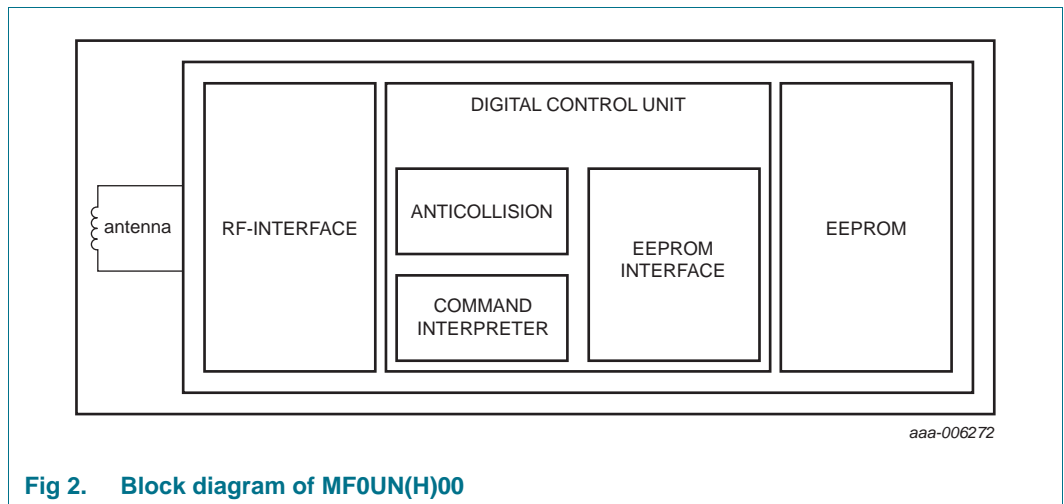 DIGITAL CONTROL UNIT
antenna
RF-INTERFACE
ANTICOLLISION
COMMAND
INTERPRETER
EEPROM
INTERFACE
EEPROM
aaa-006272
Fig 2. Block diagram of MF0UN(H)00